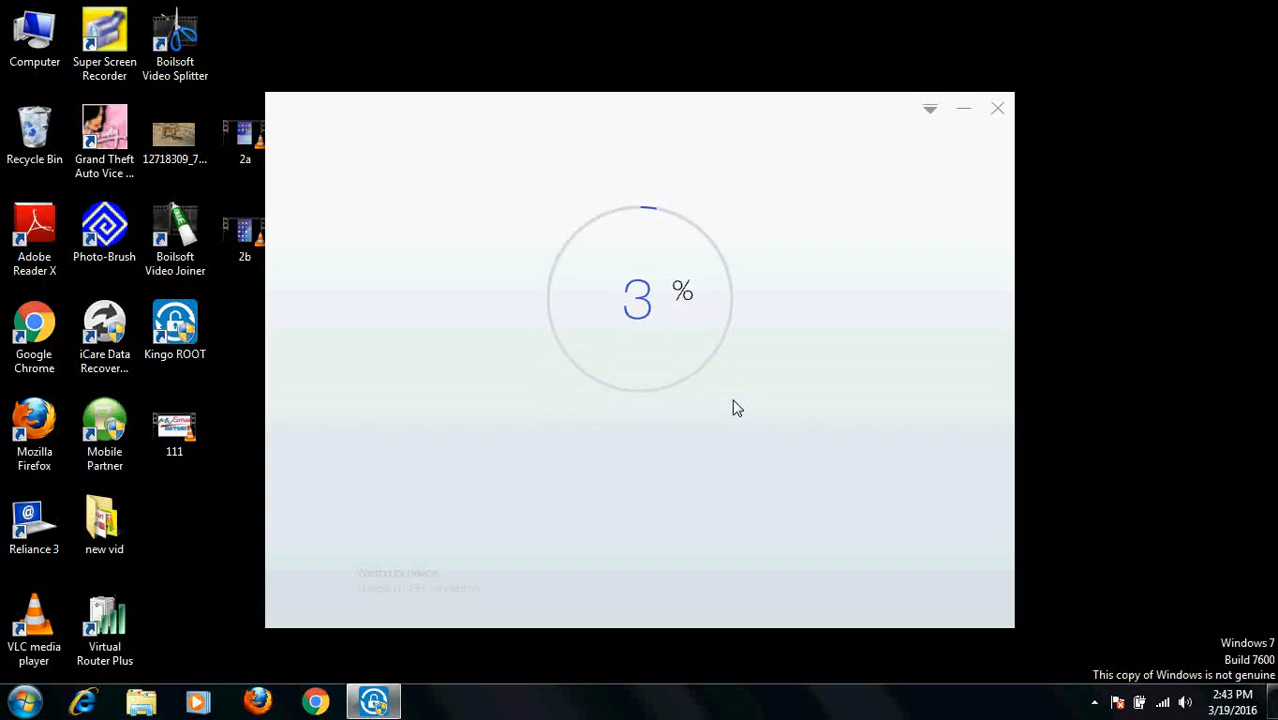 Computer
Super Screen
Recorder
Boilsoft
Video Splitter
Recycle Bin
Grand Theft
Auto Vice ...
12718309_7...
2a
Adobe
Reader X
Photo-Brush
Boilsoft
Video Joiner
2b
Google
Chrome
iCare Data
Recover...
Kingo ROOT
Mozilla
Firefox
Mobile
Partner
111
Reliance 3
new vid
VLC media
player
Virtual
Router Plus
3 %
Windows 7
Build 7600
This copy of Windows is not genuine
2:43 PM
3/19/2016